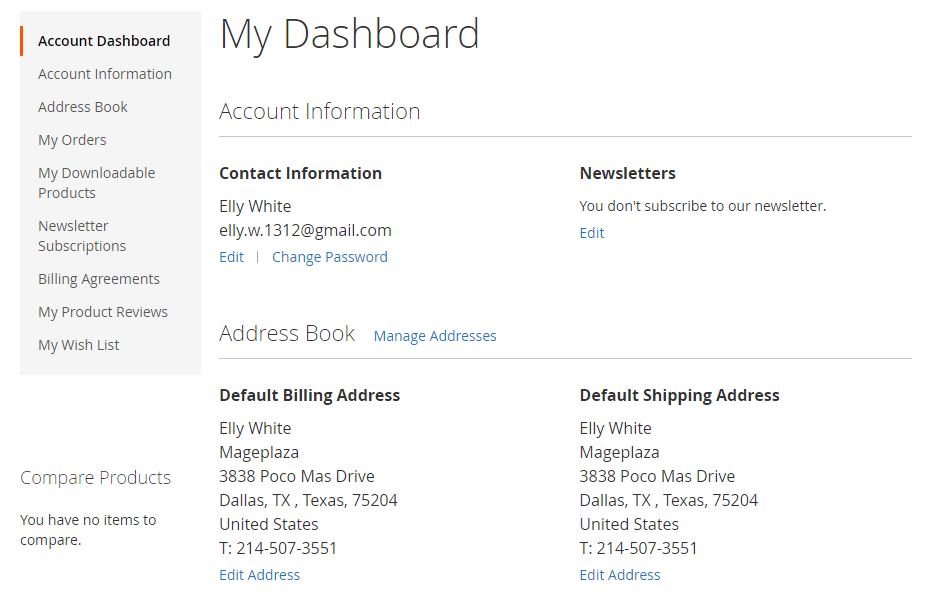 Account Dashboard
Account Information
Address Book
My Orders
My Downloadable
Products
Newsletter
Subscriptions
Billing Agreements
My Product Reviews
My Wish List
Compare Products
You have no items to
compare.
My Dashboard
Account Information
Contact Information
Elly White
elly.w.1312@gmail.com
Edit | Change Password
Newsletters
You don't subscribe to our newsletter.
Edit
Address Book Manage Addresses
Default Billing Address
Elly White
Mageplaza
3838 Poco Mas Drive
Dallas, TX , Texas, 75204
United States
T: 214-507-3551
Edit Address
Default Shipping Address
Elly White
Mageplaza
3838 Poco Mas Drive
Dallas, TX , Texas, 75204
United States
T: 214-507-3551
Edit Address